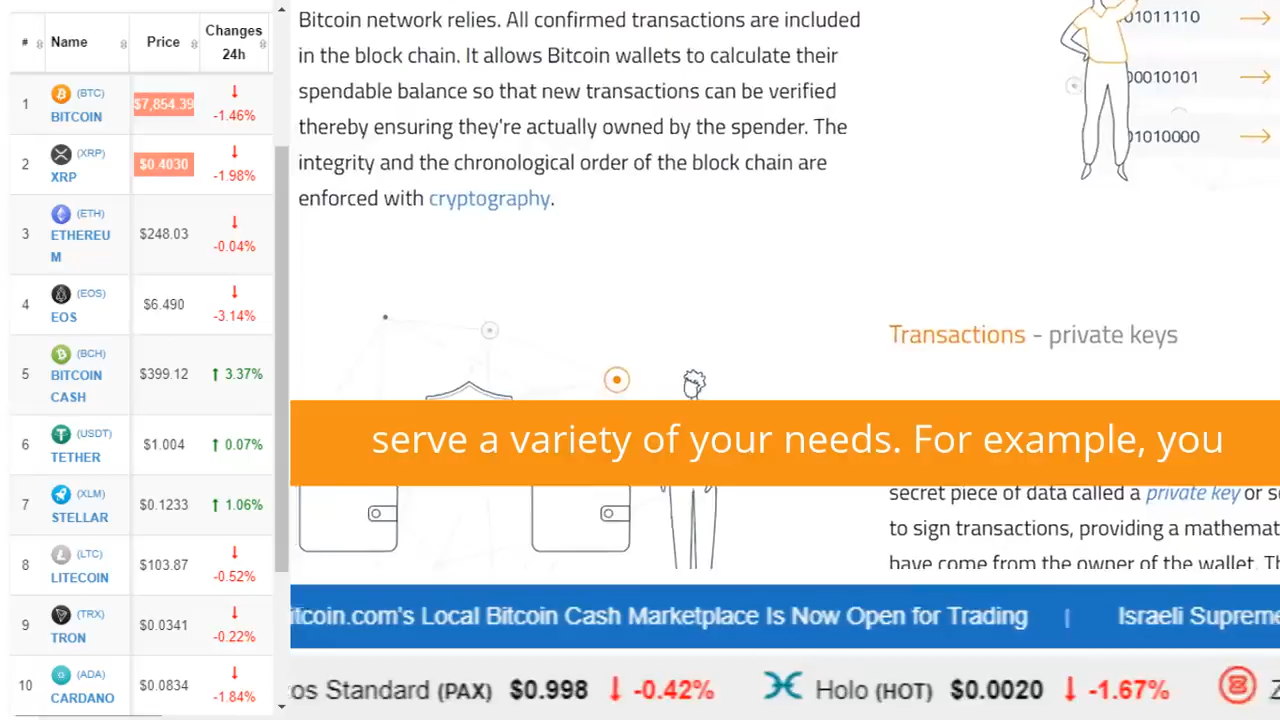 # Name Price Changes 24h
1 (BTC) BITCOIN $7,854.39 ↓ -1.46%
2 (XRP) XRP $0.4030 ↓ -1.98%
3 (ETH) ETHEREU M $248.03 ↓ -0.04%
4 (EOS) EOS $6.490 ↓ -3.14%
5 (BCH) BITCOIN CASH $399.12 ↑ 3.37%
6 (USDT) TETHER $1.004 ↑ 0.07%
7 (XLM) STELLAR $0.1233 ↑ 1.06%
8 (LTC) LITECOIN $103.87 ↓ -0.52%
9 (TRX) TRON $0.0341 ↓ -0.22%
10 (ADA) CARDANO $0.0834 ↓ -1.84%
Bitcoin network relies. All confirmed transactions are included
in the block chain. It allows Bitcoin wallets to calculate their
spendable balance so that new transactions can be verified
thereby ensuring they're actually owned by the spender. The
integrity and the chronological order of the block chain are
enforced with cryptography.
01011110 →
00010101 →
01010000 →
Transactions - private keys
serve a variety of your needs. For example, you
secret piece of data called a private key or
to sign transactions, providing a
have come from the owner of the wallet.
itcoin.com's Local Bitcoin Cash Marketplace Is Now Open for Trading | Israeli
os Standard (PAX) $0.998 ↓ -0.42% Holo (HOT) $0.0020 ↓ -1.67%